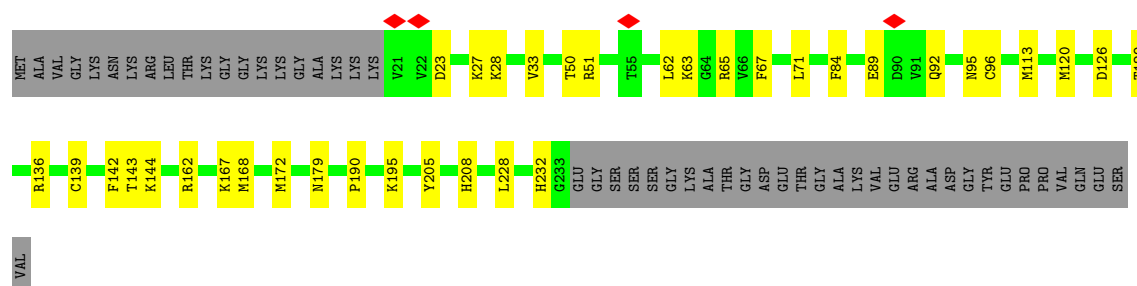 MET ALA VAL GLY LYS ASN LYS ARG LEU THR LYS GLY GLY LYS LYS GLY ALA LYS LYS LYS V21 V22 D23 K27 K28 V33 T50 R51 T55 L62 K63 G64 R65 V66 F67 L71 F84 E89 D90 V91 Q92 N95 C96 M113 M120 D126
R136 C139 F142 T143 K144 R162 K167 M168 M172 N179 P190 K195 Y205 H208 L228 H232 G233 GLU GLY SER SER SER GLY LYS ALA THR GLY ASP GLU THR GLY ALA LYS VAL GLU ARG ALA ASP GLY TYR GLU PRO PRO VAL GLN GLU SER
VAL